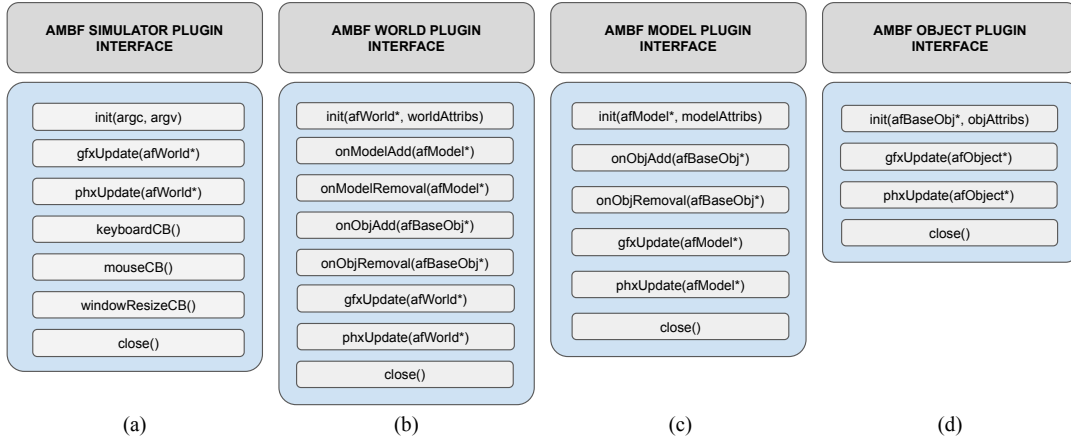 AMBF SIMULATOR PLUGIN
INTERFACE
init(argc, argv)
gfxUpdate(afWorld*)
phxUpdate(afWorld*)
keyboardCB()
mouseCB()
windowResizeCB()
close()
(a)
AMBF WORLD PLUGIN
INTERFACE
init(afWorld*, worldAttribs)
onModelAdd(afModel*)
onModelRemoval(afModel*)
onObjAdd(afBaseObj*)
onObjRemoval(afBaseObj*)
gfxUpdate(afWorld*)
phxUpdate(afWorld*)
close()
(b)
AMBF MODEL PLUGIN
INTERFACE
init(afModel*, modelAttribs)
onObjAdd(afBaseObj*)
onObjRemoval(afBaseObj*)
gfxUpdate(afModel*)
phxUpdate(afModel*)
close()
(c)
AMBF OBJECT PLUGIN
INTERFACE
init(afBaseObj*, objAttribs)
gfxUpdate(afObject*)
phxUpdate(afObject*)
close()
(d)